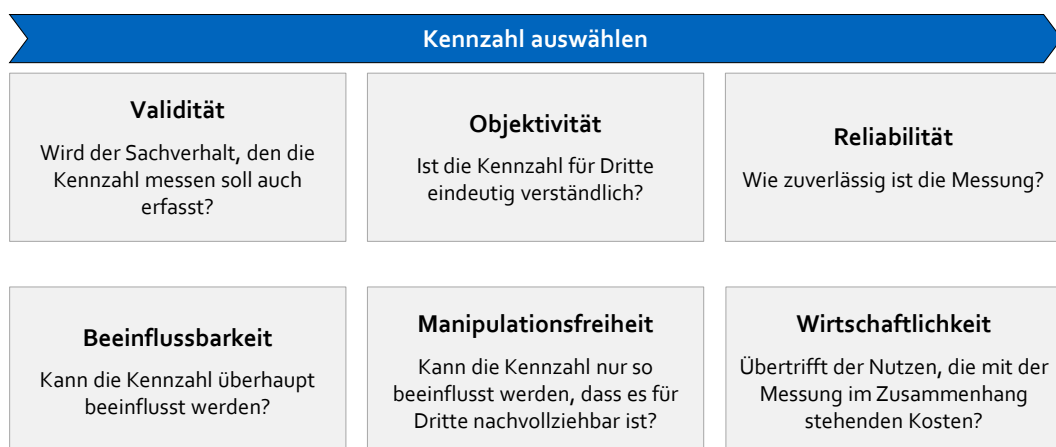 Kennzahl auswählen
Validität
Wird der Sachverhalt, den die
Kennzahl messen soll auch
erfasst?
Objektivität
Ist die Kennzahl für Dritte
eindeutig verständlich?
Reliabilität
Wie zuverlässig ist die Messung?
Beeinflussbarkeit
Kann die Kennzahl überhaupt
beeinflusst werden?
Manipulationsfreiheit
Kann die Kennzahl nur so
beeinflusst werden, dass es für
Dritte nachvollziehbar ist?
Wirtschaftlichkeit
Übertrifft der Nutzen, die mit der
Messung im Zusammenhang
stehenden Kosten?